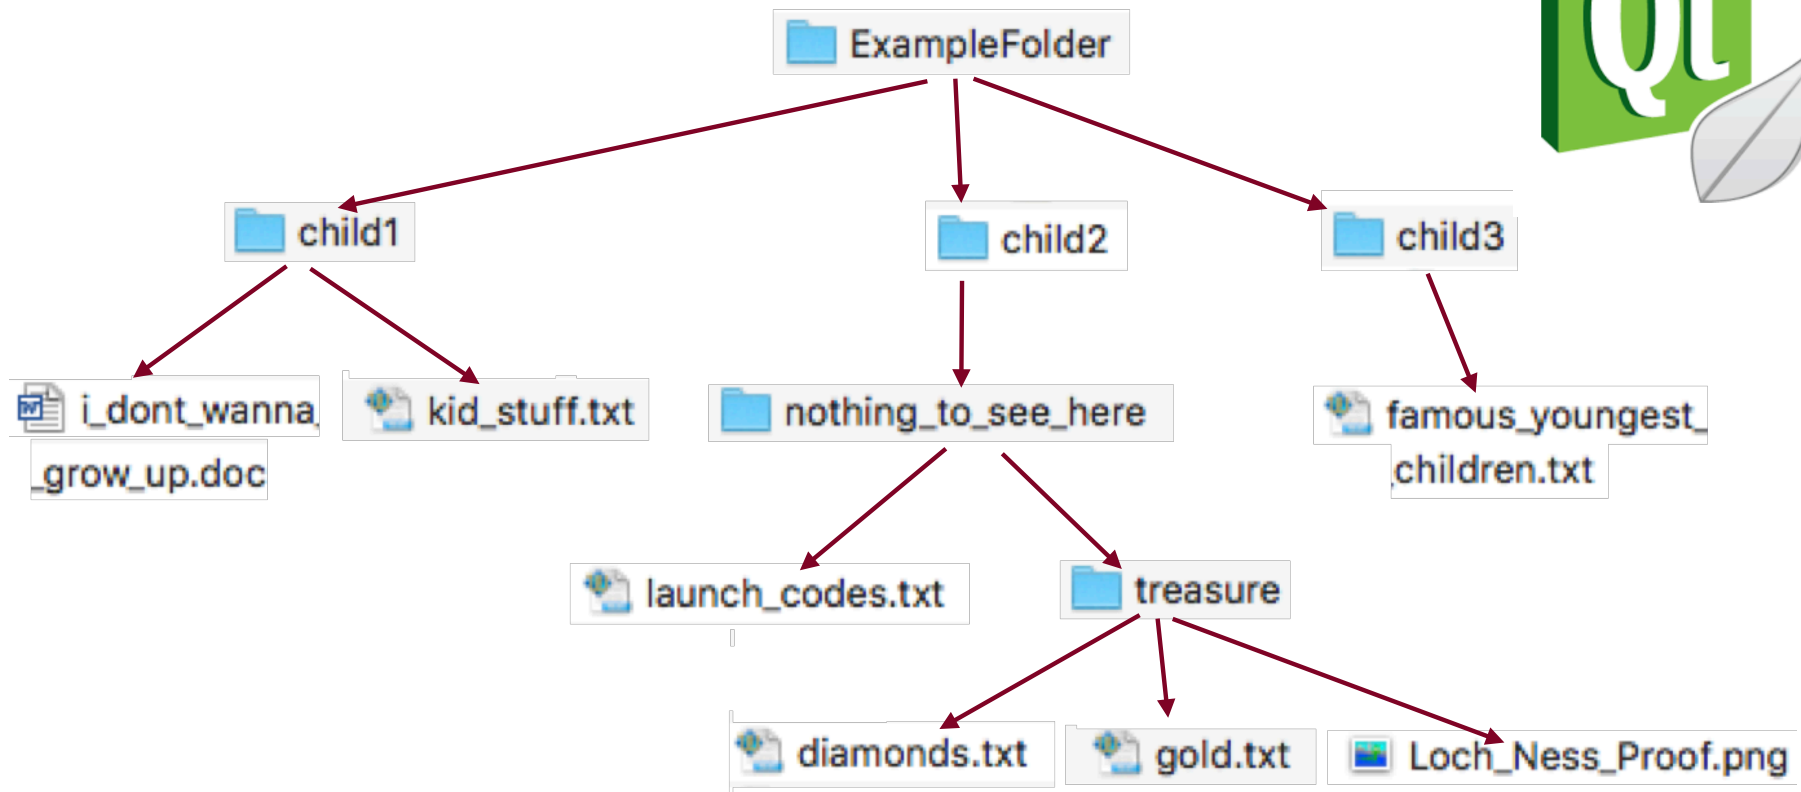 Qt
ExampleFolder
child1
child2
child3
i_dont_wanna_
_grow_up.doc
kid_stuff.txt
nothing_to_see_here
famous_youngest_
children.txt
launch_codes.txt
treasure
diamonds.txt
gold.txt
Loch_Ness_Proof.png